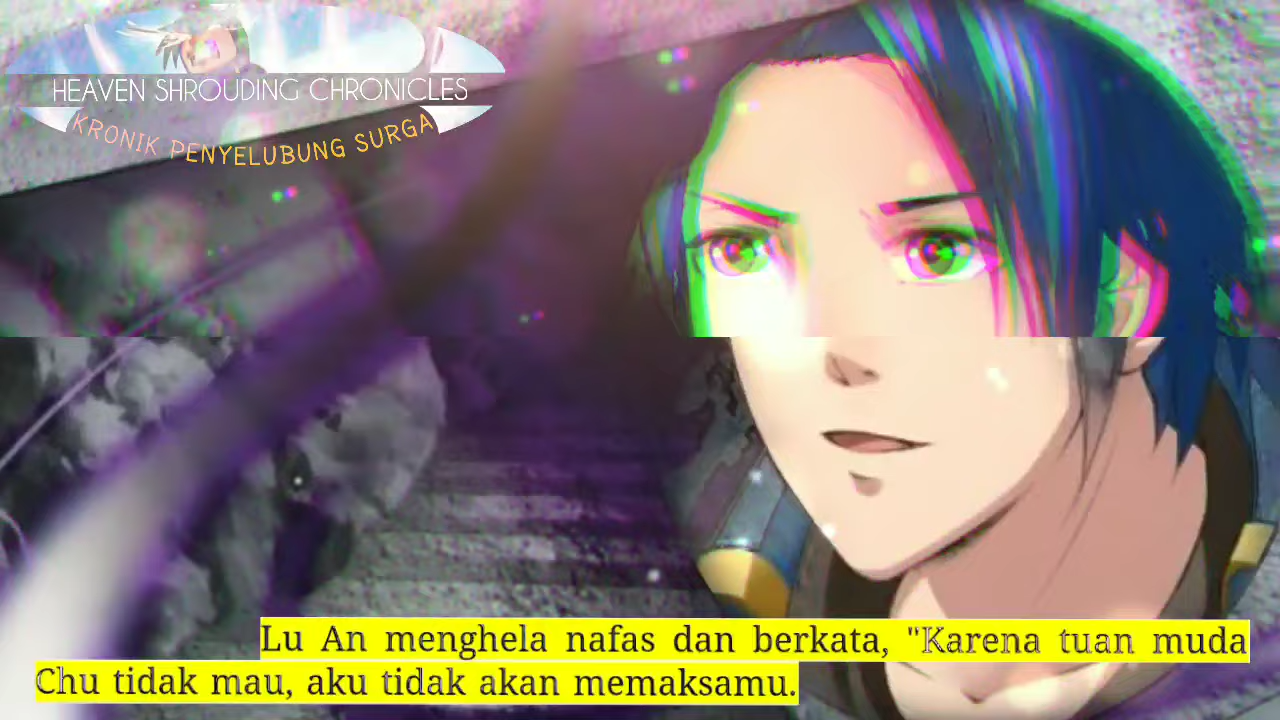 HEAVEN SHROUDING CHRONICLES
KRONIK PENYELUBUNG SURGA
Lu An menghela nafas dan berkata, "Karena tuan muda
Chu tidak mau, aku tidak akan memaksamu.